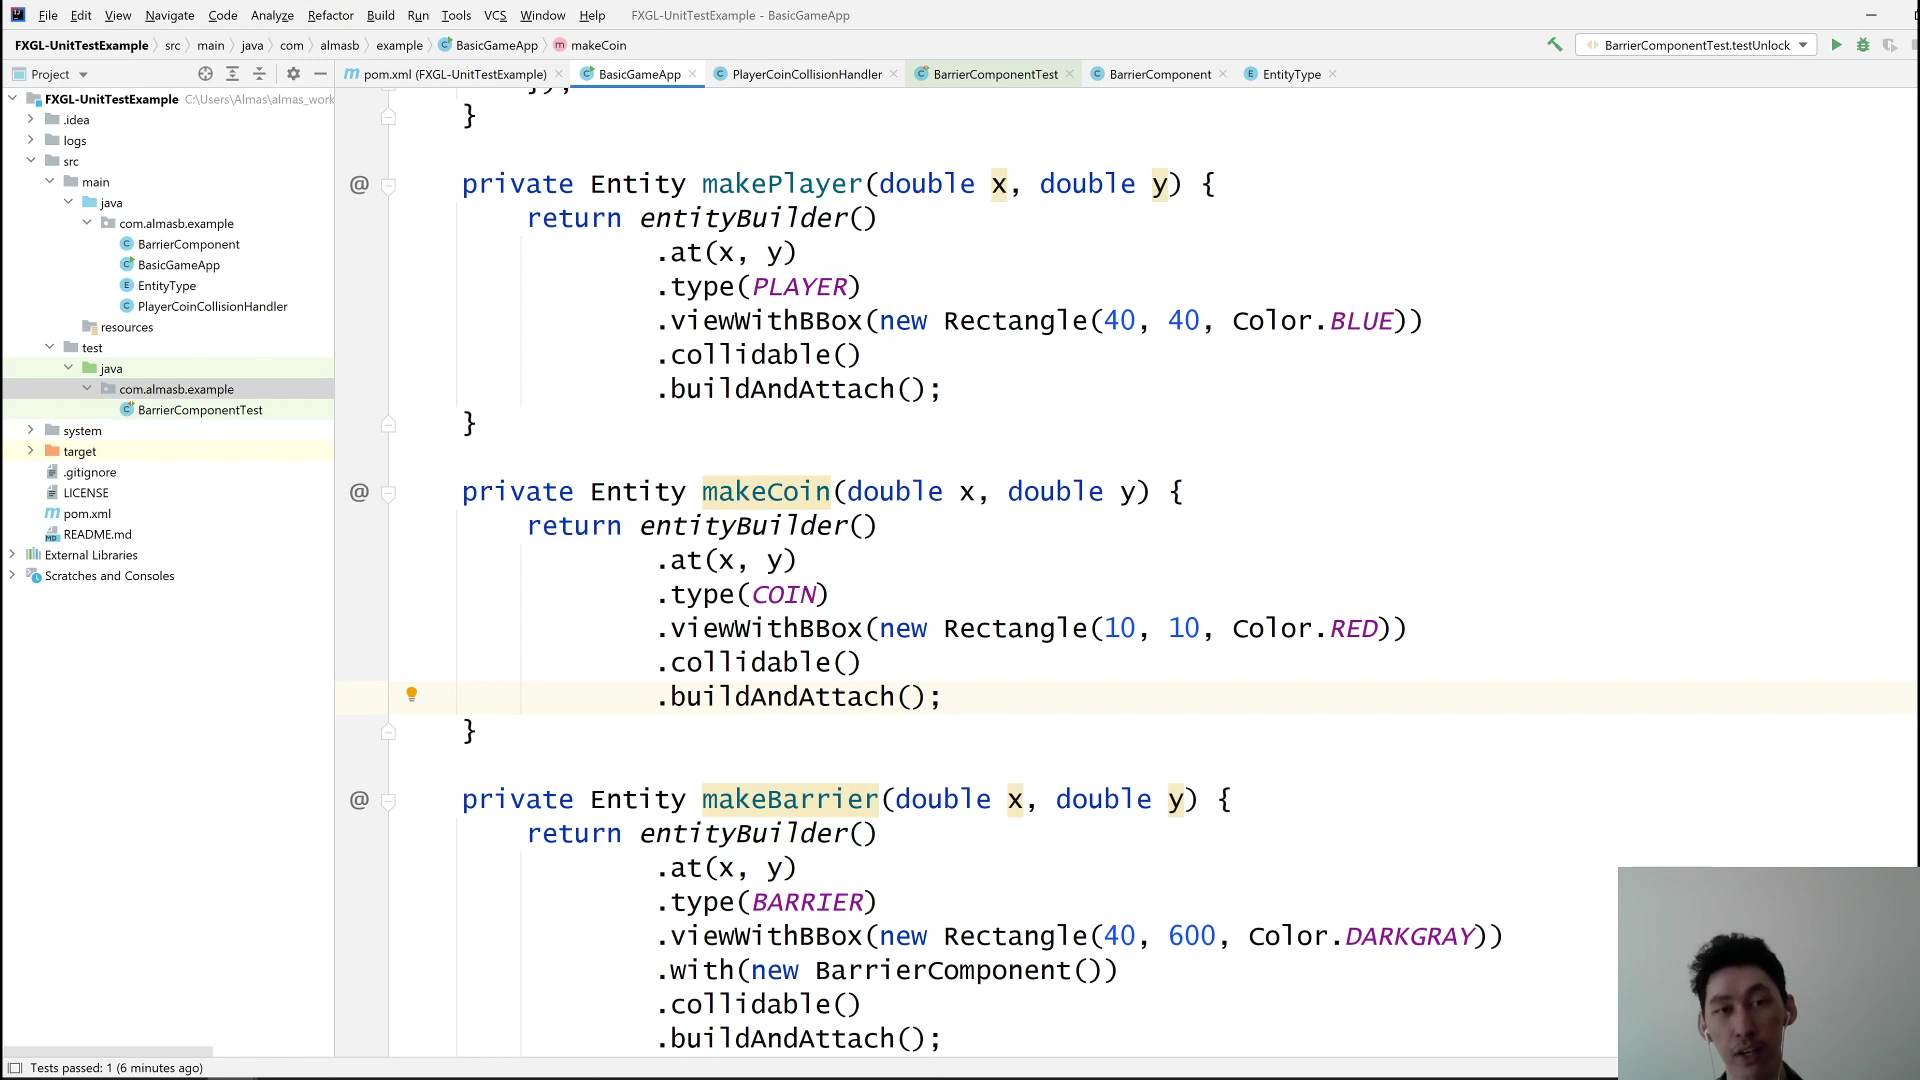 File Edit View Navigate Code Analyze Refactor Build Run Tools VCS Window Help FXGL-UnitTestExample - BasicGameApp
FXGL-UnitTestExample src main java com almasb example BasicGameApp makeCoin BarrierComponentTest.testUnlock
Project pom.xml (FXGL-UnitTestExample) BasicGameApp PlayerCoinCollisionHandler BarrierComponentTest BarrierComponent EntityType
FXGL-UnitTestExample C:\Users\Almas\almas_work
.idea
logs
src
main
java
com.almasb.example
BarrierComponent
BasicGameApp
EntityType
PlayerCoinCollisionHandler
resources
test
java
com.almasb.example
BarrierComponentTest
system
target
.gitignore
LICENSE
pom.xml
README.md
External Libraries
Scratches and Consoles
}
private Entity makePlayer(double x, double y) {
return entityBuilder()
.at(x, y)
.type(PLAYER)
.viewWithBBox(new Rectangle(40, 40, Color.BLUE))
.collidable()
.buildAndAttach();
}
private Entity makeCoin(double x, double y) {
return entityBuilder()
.at(x, y)
.type(COIN)
.viewWithBBox(new Rectangle(10, 10, Color.RED))
.collidable()
.buildAndAttach();
}
private Entity makeBarrier(double x, double y) {
return entityBuilder()
.at(x, y)
.type(BARRIER)
.viewWithBBox(new Rectangle(40, 600, Color.DARKGRAY))
.with(new BarrierComponent())
.collidable()
.buildAndAttach();
Tests passed: 1 (6 minutes ago)